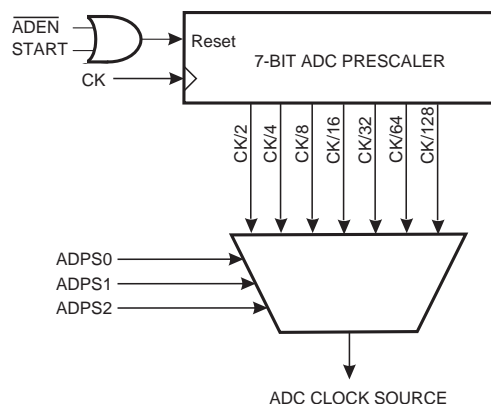 ADEN
START
Reset
7-BIT ADC PRESCALER
CK
CK/2
CK/4
CK/8
CK/16
CK/32
CK/64
CK/128
ADPS0
ADPS1
ADPS2
ADC CLOCK SOURCE